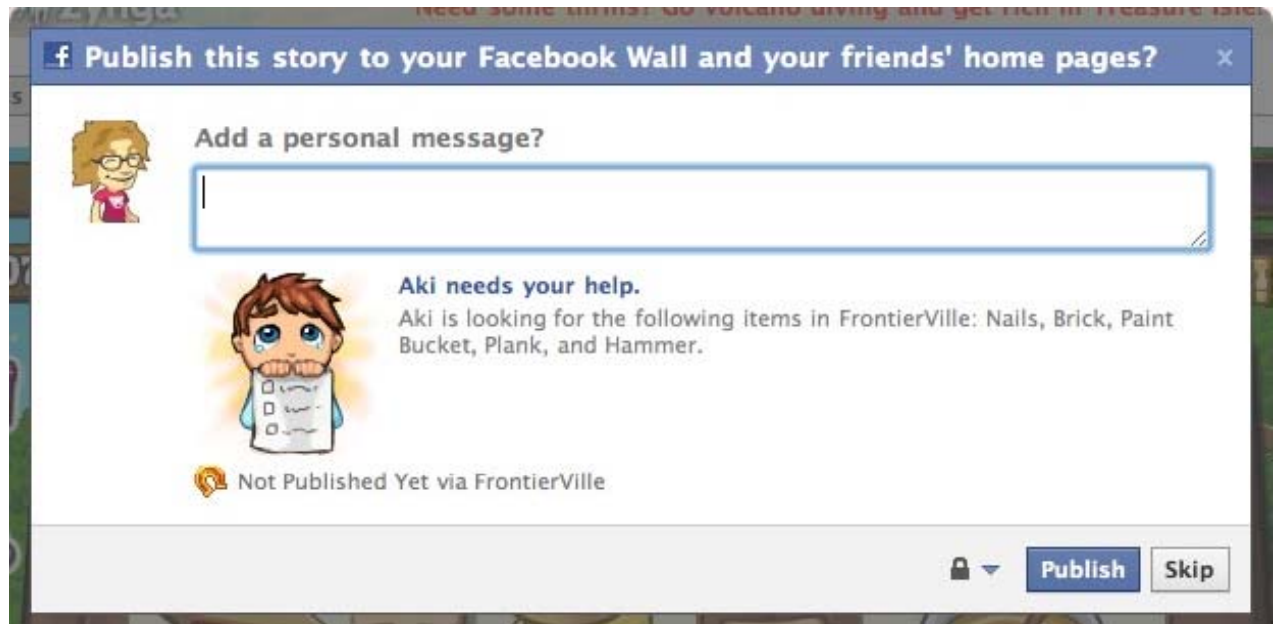 zynga
Need some thrills? Go volcano diving and get rich in Treasure Isle!
f Publish this story to your Facebook Wall and your friends' home pages? ×
Add a personal message?
Aki needs your help.
Aki is looking for the following items in FrontierVille: Nails, Brick, Paint
Bucket, Plank, and Hammer.
Not Published Yet via FrontierVille
Publish Skip